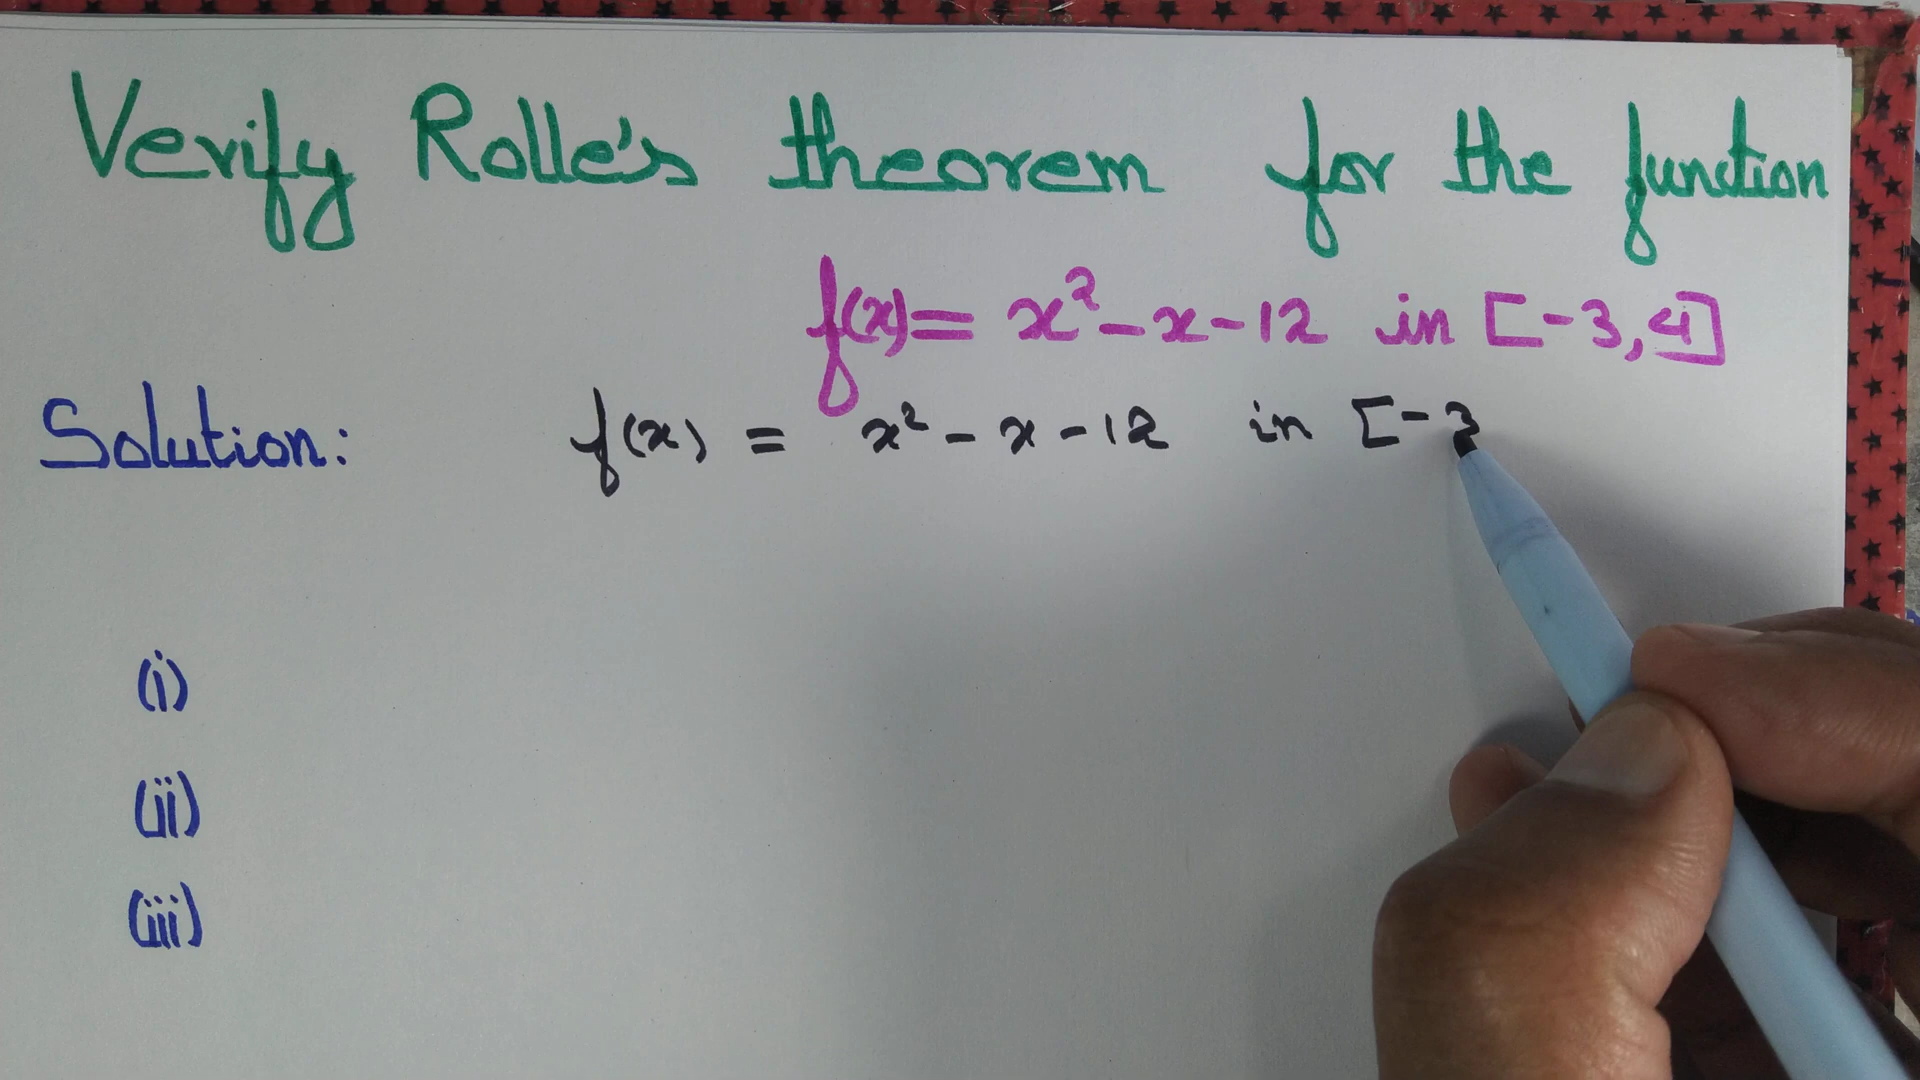 Verify Rolle's theorem for the function
f(x)= x²-x-12 in [-3,4]
Solution: f(x) = x²-x-12 in [-3
(i)
(ii)
(iii)